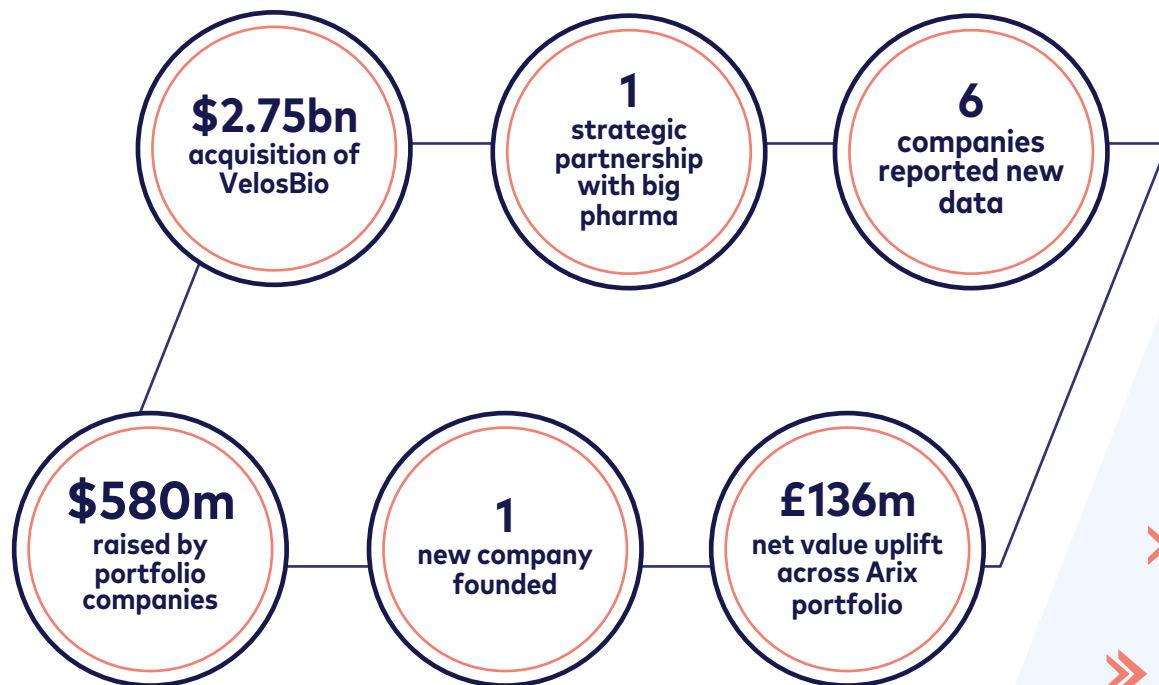 $2.75bn
acquisition of
VelosBio
1
strategic
partnership
with big
pharma
6
companies
reported new
data
$580m
raised by
portfolio
companies
1
new company
founded
£136m
net value uplift
across Arix
portfolio